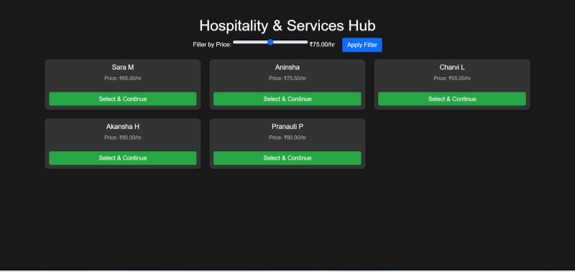 Hospitality & Services Hub
Filter by Price: ₹75.00/hr Apply Filter
Sara M
Price: ₹65.00/hr
Select & Continue
Aninsha
Price: ₹75.50/hr
Select & Continue
Charvi L
Price: ₹55.00/hr
Select & Continue
Akansha H
Price: ₹60.00/hr
Select & Continue
Pranauti P
Price: ₹90.00/hr
Select & Continue